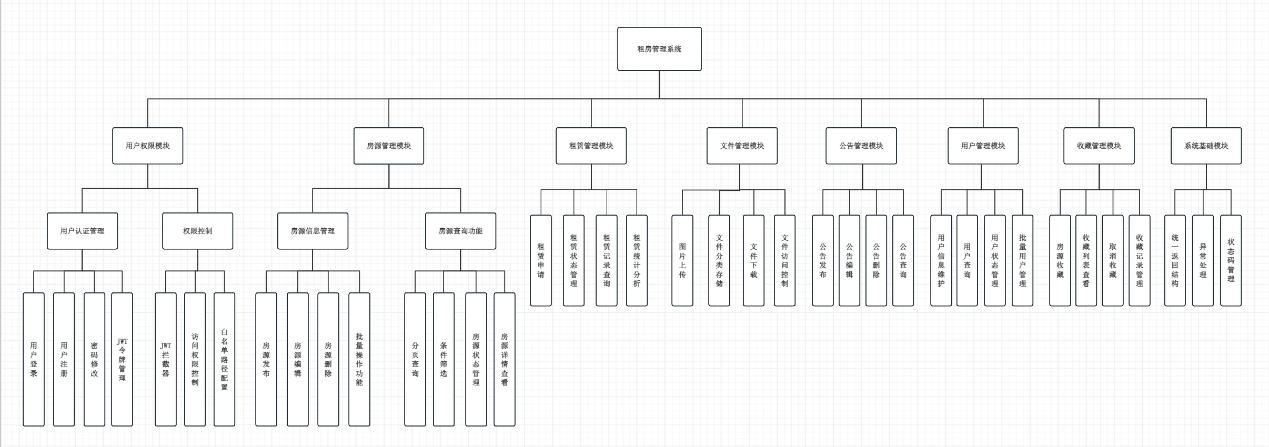 租房管理系统
用户权限模块
房源管理模块
租赁管理模块
文件管理模块
公告管理模块
用户管理模块
收藏管理模块
系统基础模块
用户认证管理
权限控制
房源信息管理
房源查询功能
租赁申请
租赁状态管理
租赁记录查询
租赁统计分析
图片上传
文件分类存储
文件下载
文件访问控制
公告发布
公告编辑
公告删除
公告查询
用户信息维护
用户查询
用户状态管理
批量用户管理
房源收藏
收藏列表查看
取消收藏
收藏记录管理
统一返回结构
异常处理
状态码管理
用户登录
用户注册
密码修改
JWT令牌管理
JWT拦截器
访问权限控制
白名单路径配置
房源发布
房源编辑
房源删除
批量操作功能
分页查询
条件筛选
房源状态管理
房源详情查看